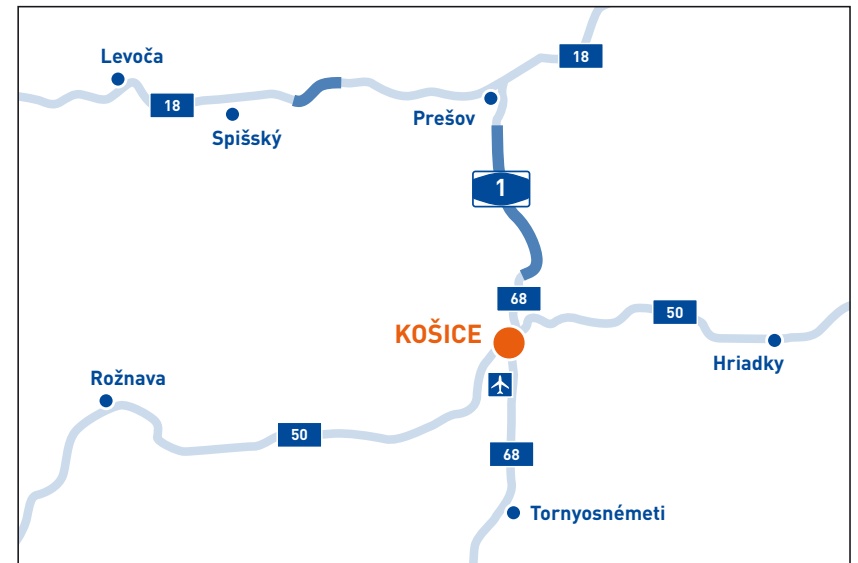 Levoča
18
18
Spišský
Prešov
1
68
50
KOŠICE
Hriadky
Rožnava
50
68
Tornyosnémeti